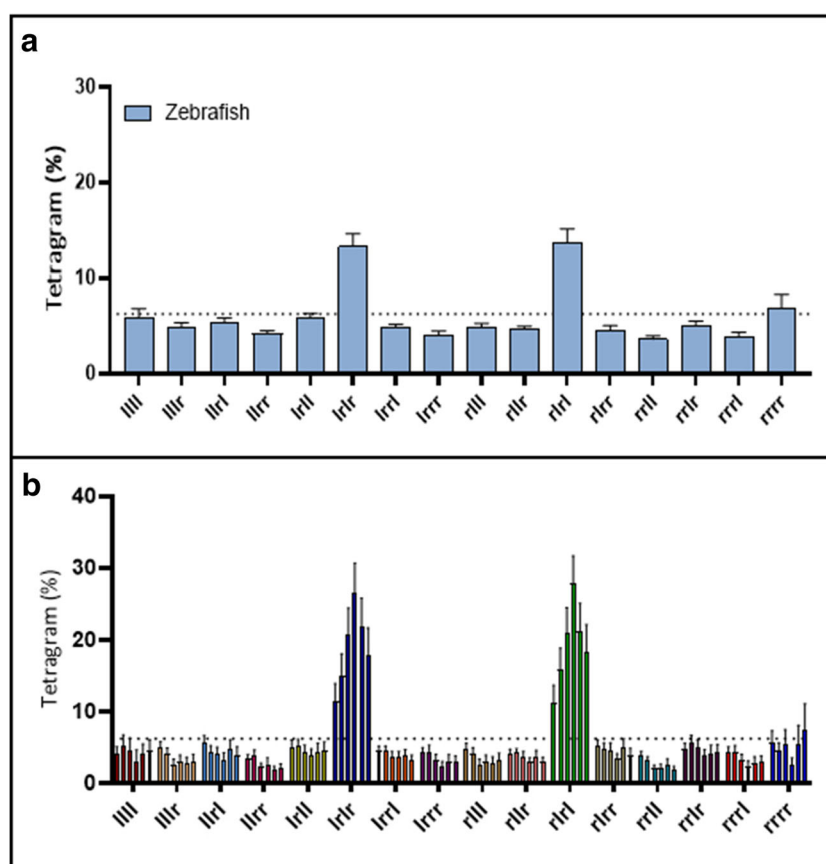 a
30
20
10
0
Tetragram (%)
Zebrafish
llll
lllr
llrl
llrr
lrll
lrlr
lrrl
lrrr
rlll
rllr
rlrl
rlrr
rrll
rrlr
rrrl
rrrr
b
40
30
20
10
0
Tetragram (%)
llll
lllr
llrl
llrr
lrll
lrlr
lrrl
lrrr
rlll
rllr
rlrl
rlrr
rrll
rrlr
rrrl
rrrr